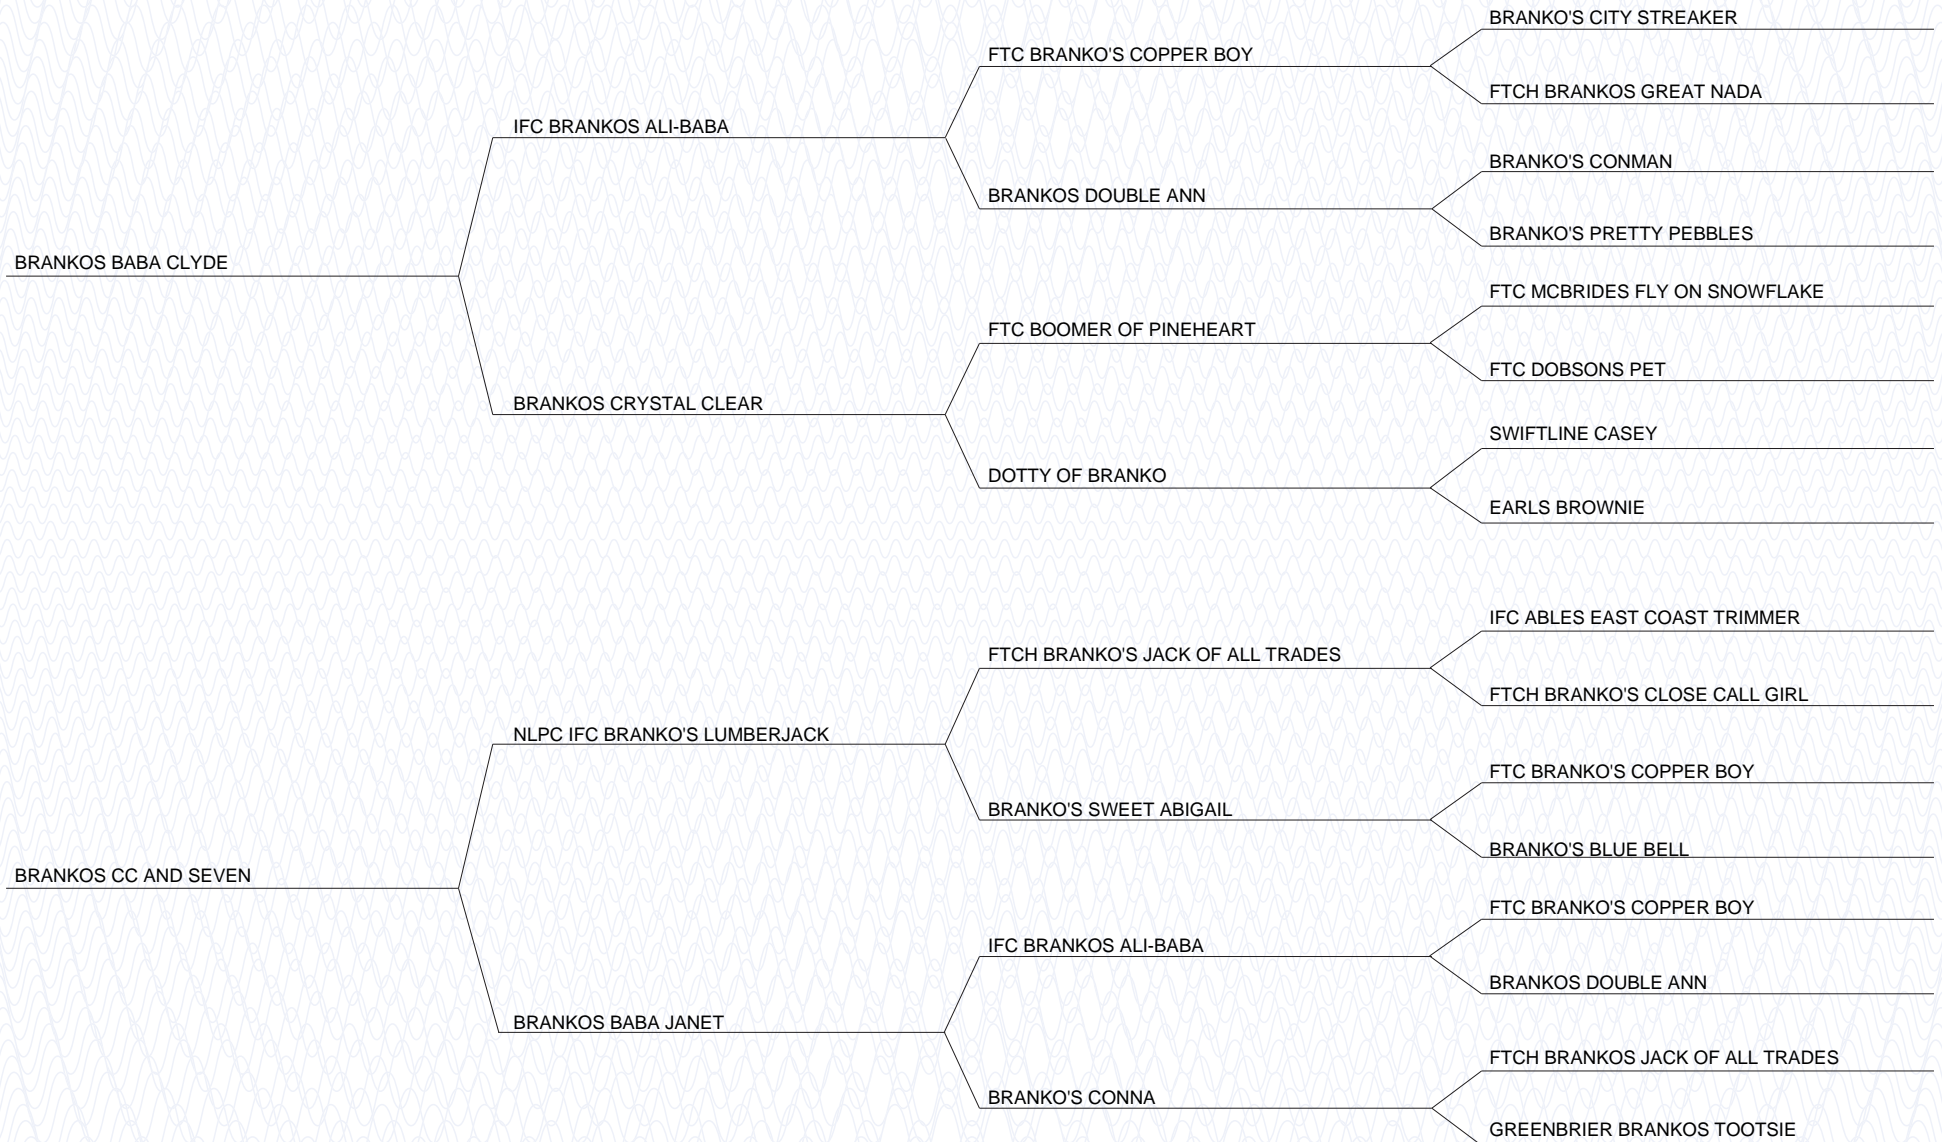 BRANKO'S CITY STREAKER
FTC BRANKO'S COPPER BOY
FTCH BRANKOS GREAT NADA
IFC BRANKOS ALI-BABA
BRANKO'S CONMAN
BRANKOS DOUBLE ANN
BRANKO'S PRETTY PEBBLES
BRANKOS BABA CLYDE
FTC MCBRIDES FLY ON SNOWFLAKE
FTC BOOMER OF PINEHEART
FTC DOBSONS PET
BRANKOS CRYSTAL CLEAR
SWIFTLINE CASEY
DOTTY OF BRANKO
EARLS BROWNIE
IFC ABLES EAST COAST TRIMMER
FTCH BRANKO'S JACK OF ALL TRADES
FTCH BRANKO'S CLOSE CALL GIRL
NLPC IFC BRANKO'S LUMBERJACK
FTC BRANKO'S COPPER BOY
BRANKO'S SWEET ABIGAIL
BRANKO'S BLUE BELL
BRANKOS CC AND SEVEN
FTC BRANKO'S COPPER BOY
IFC BRANKOS ALI-BABA
BRANKOS DOUBLE ANN
BRANKOS BABA JANET
FTCH BRANKOS JACK OF ALL TRADES
BRANKO'S CONNA
GREENBRIER BRANKOS TOOTSIE